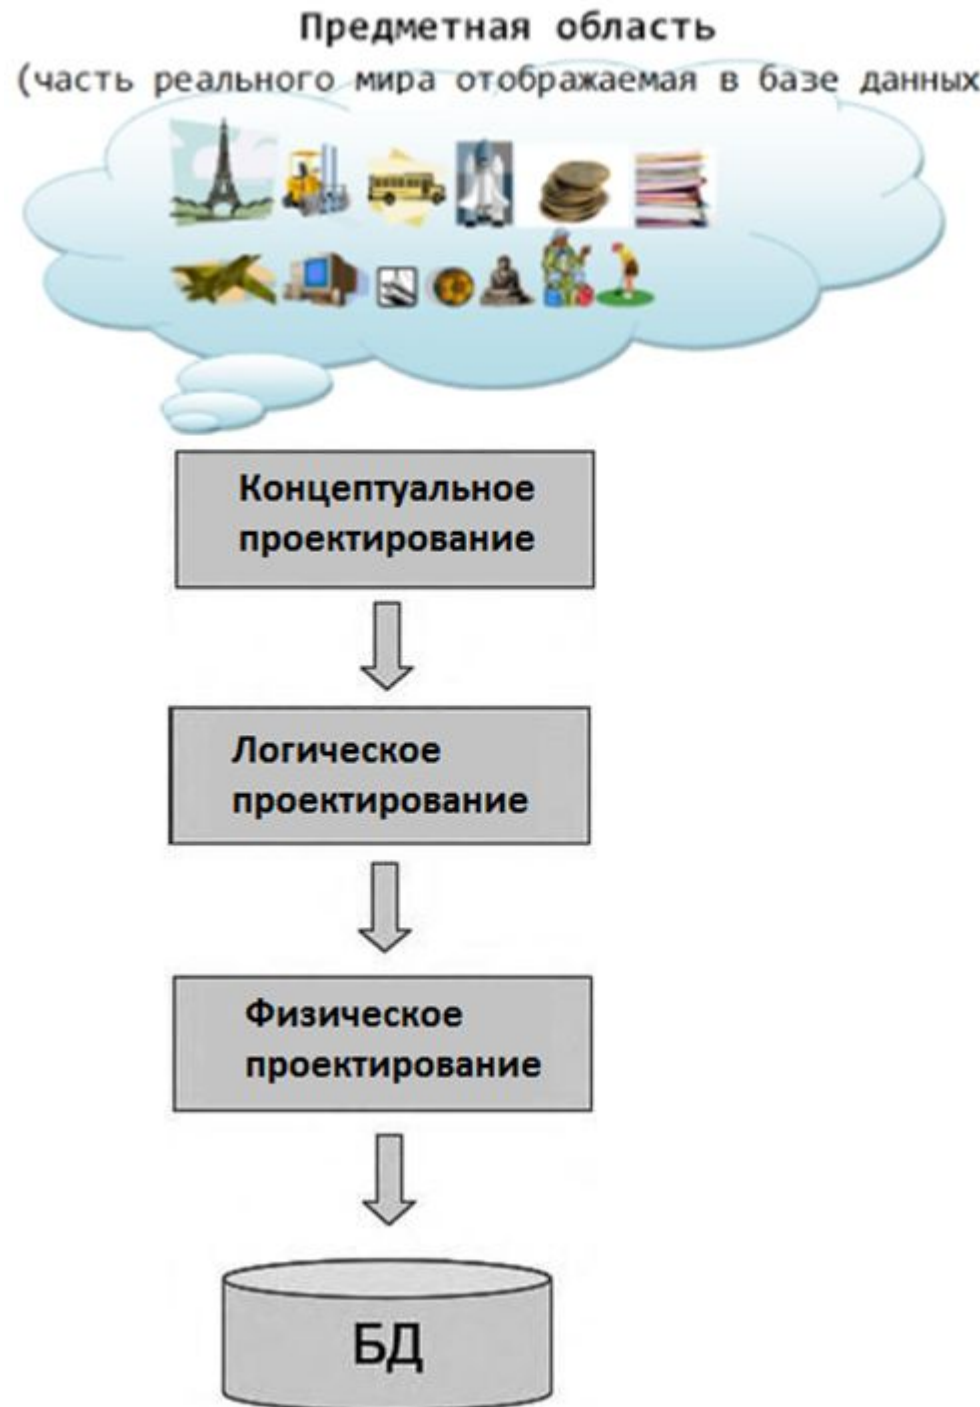 Предметная область
(часть реального мира отображаемая в базе данных
Концептуальное
проектирование
Логическое
проектирование
Физическое
проектирование
БД